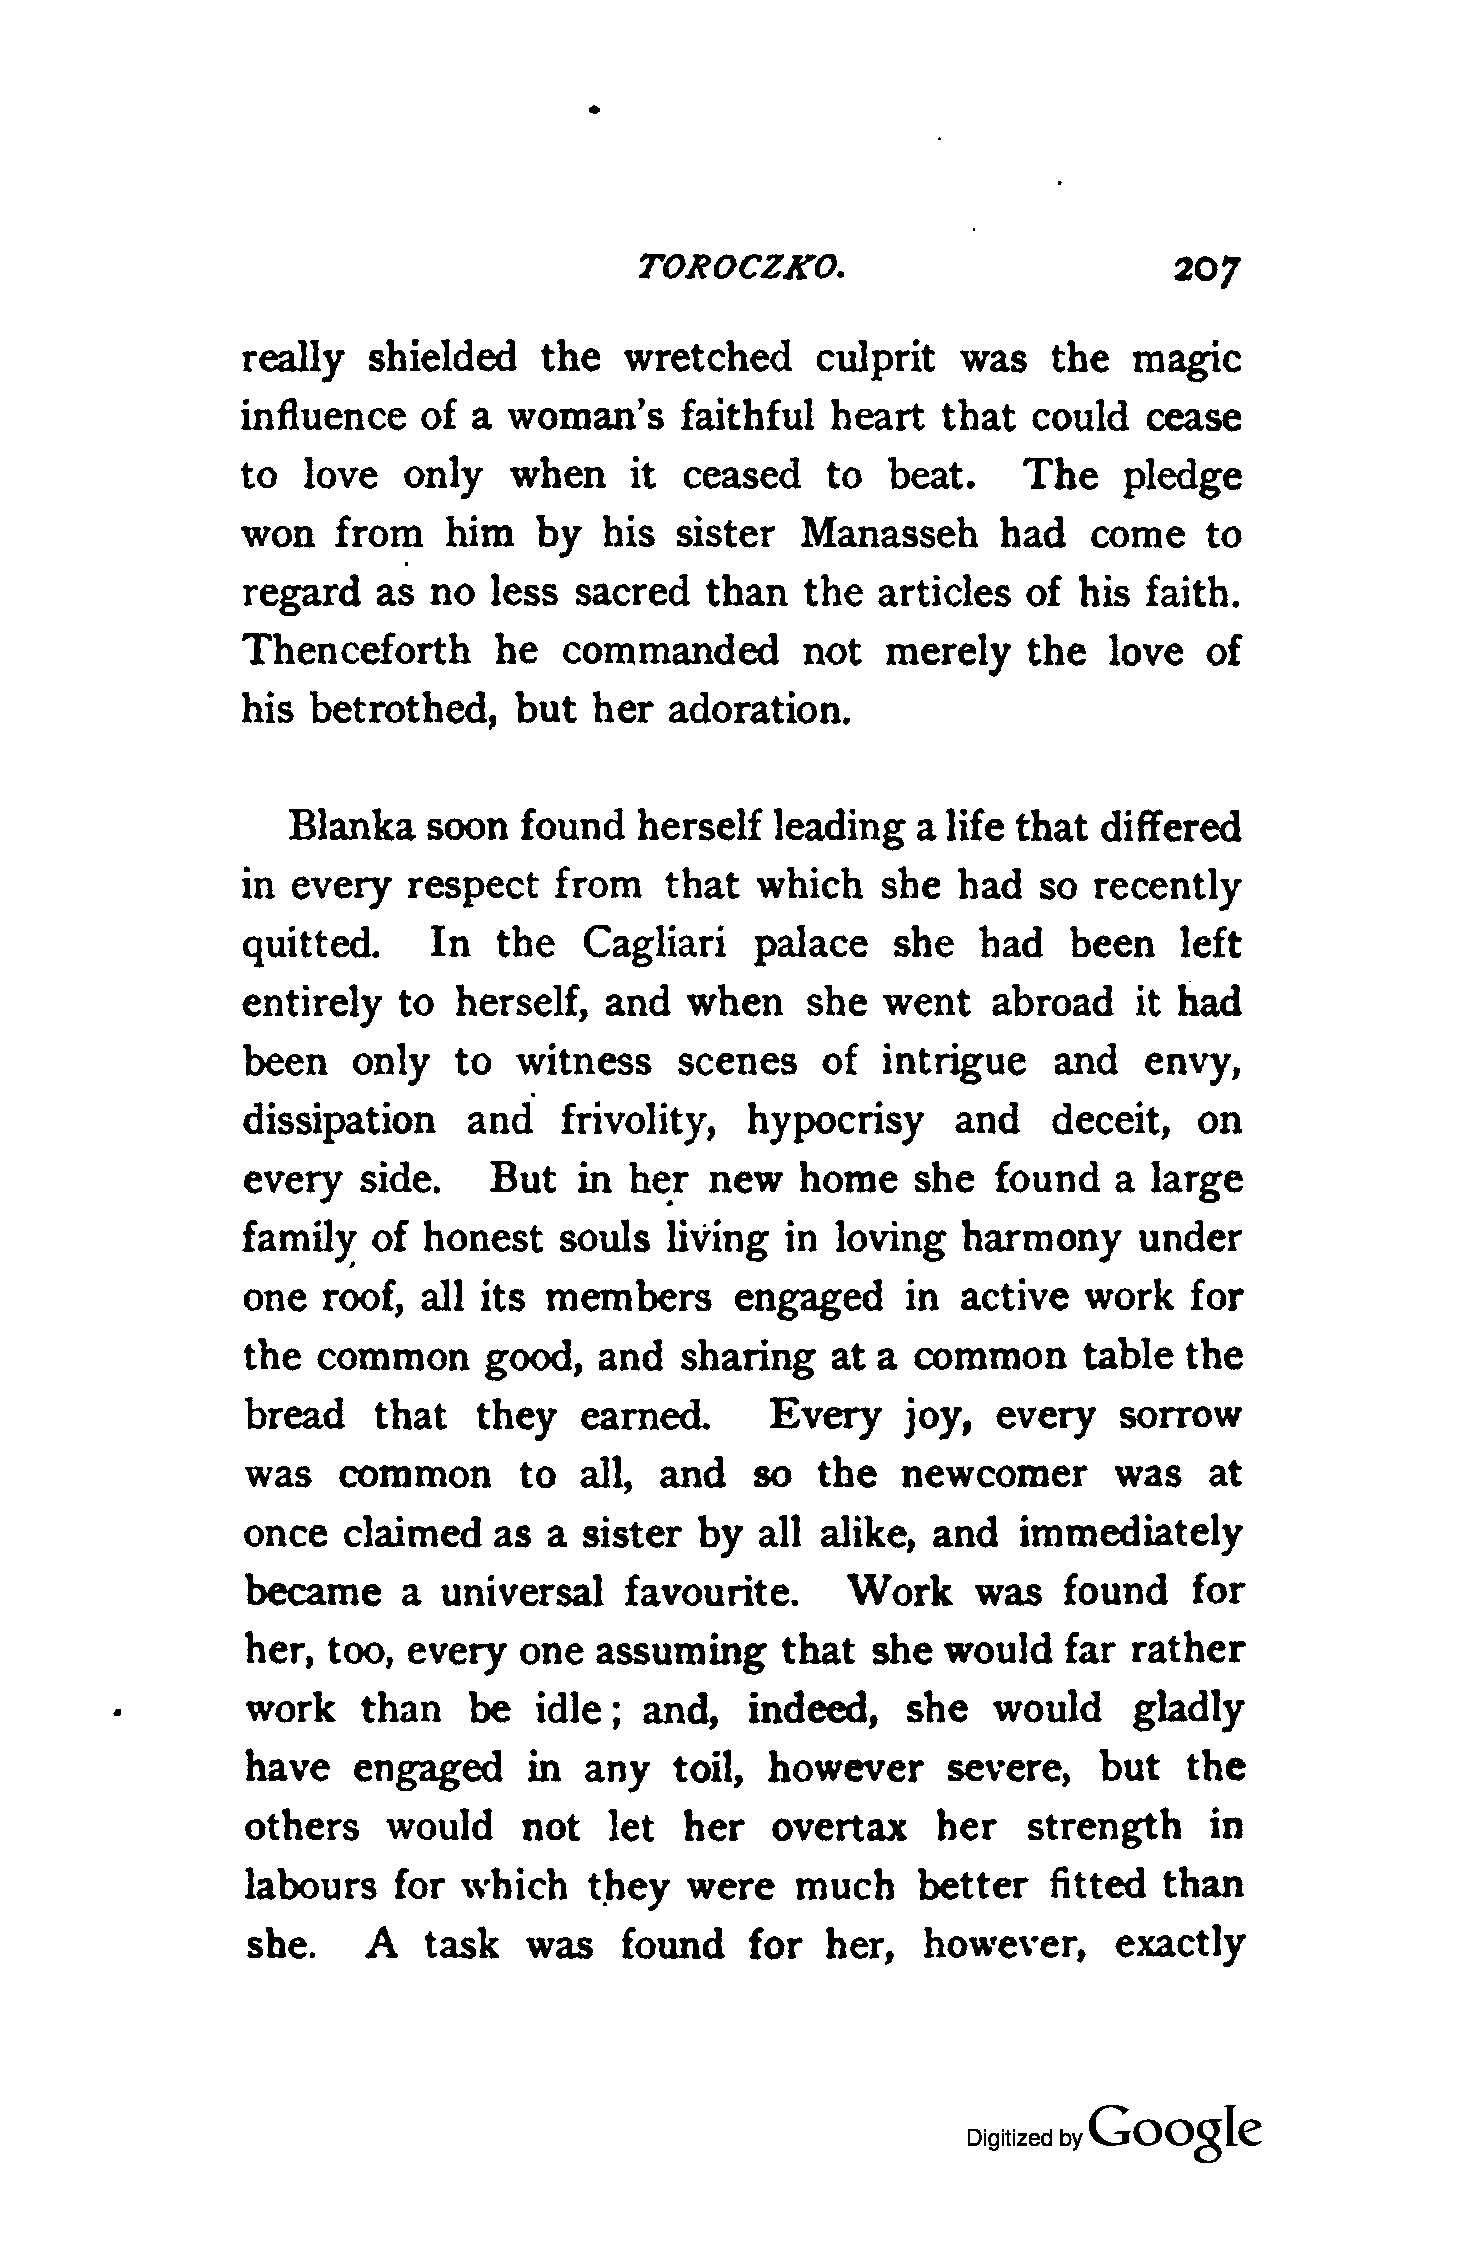 TOROCZKO. 207
really shielded the wretched culprit was the magic
influence of a woman's faithful heart that could cease
to love only when it ceased to beat. The pledge
won from him by his sister Manasseh had come to
regard as no less sacred than the articles of his faith.
Thenceforth he commanded not merely the love of
his betrothed, but her adoration.
Blanka soon found herself leading a life that differed
in every respect from that which she had so recently
quitted. In the Cagliari palace she had been left
entirely to herself, and when she went abroad it had
been only to witness scenes of intrigue and envy,
dissipation and frivolity, hypocrisy and deceit, on
every side. But in her new home she found a large
family of honest souls living in loving harmony under
one roof, all its members engaged in active work for
the common good, and sharing at a common table the
bread that they earned. Every joy, every sorrow
was common to all, and so the newcomer was at
once claimed as a sister by all alike, and immediately
became a universal favourite. Work was found for
her, too, every one assuming that she would far rather
work than be idle; and, indeed, she would gladly
have engaged in any toil, however severe, but the
others would not let her overtax her strength in
labours for which they were much better fitted than
she. A task was found for her, however, exactly
Digitized by Google